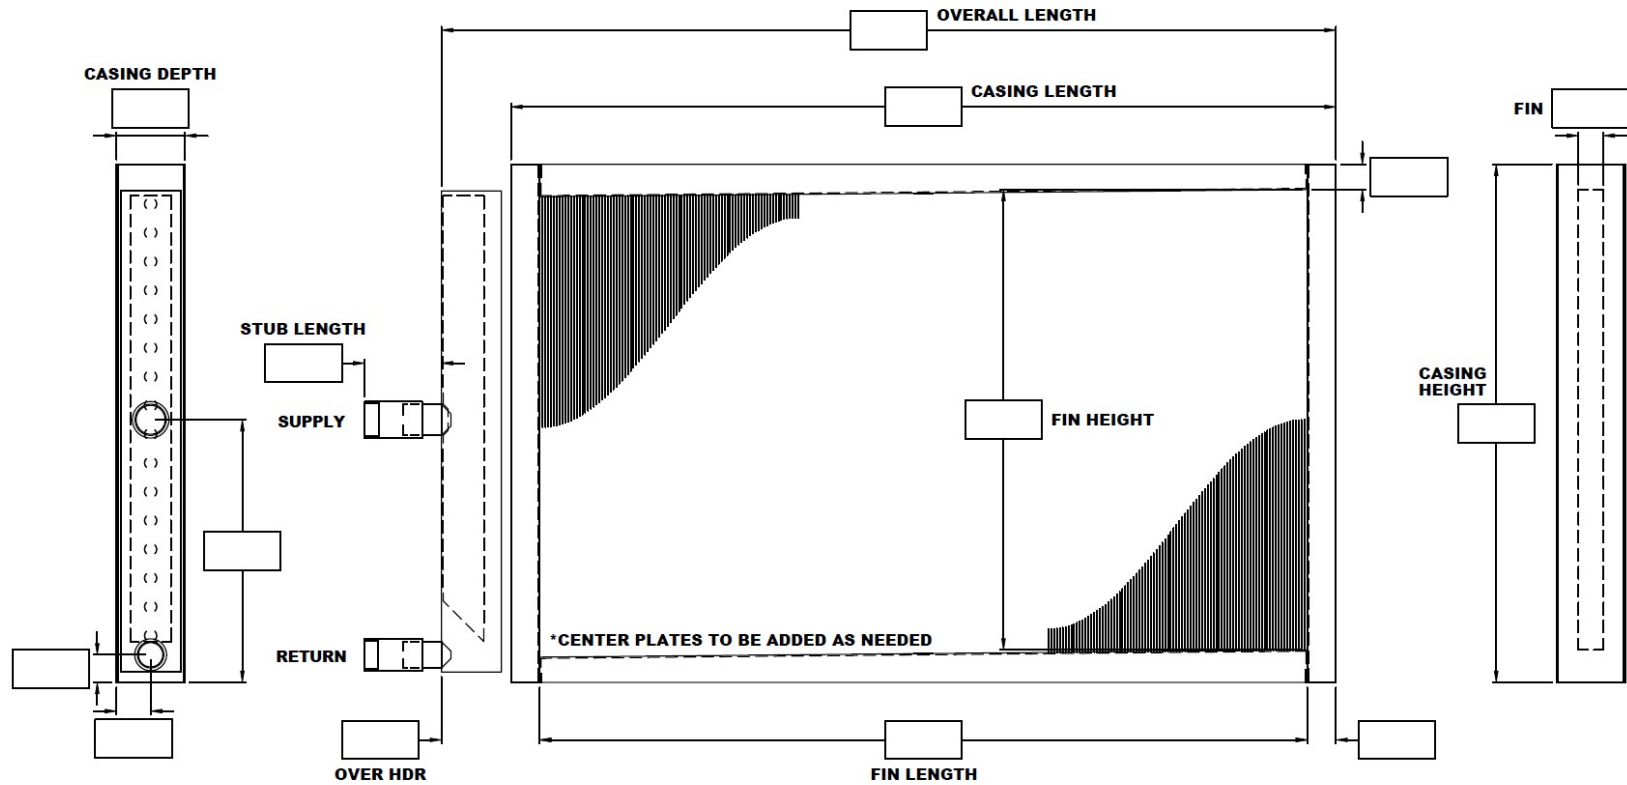 OVERALL LENGTH
CASING DEPTH
CASING LENGTH
FIN
STUB LENGTH
CASING
HEIGHT
SUPPLY
FIN HEIGHT
*CENTER PLATES TO BE ADDED AS NEEDED
RETURN
OVER HDR
FIN LENGTH